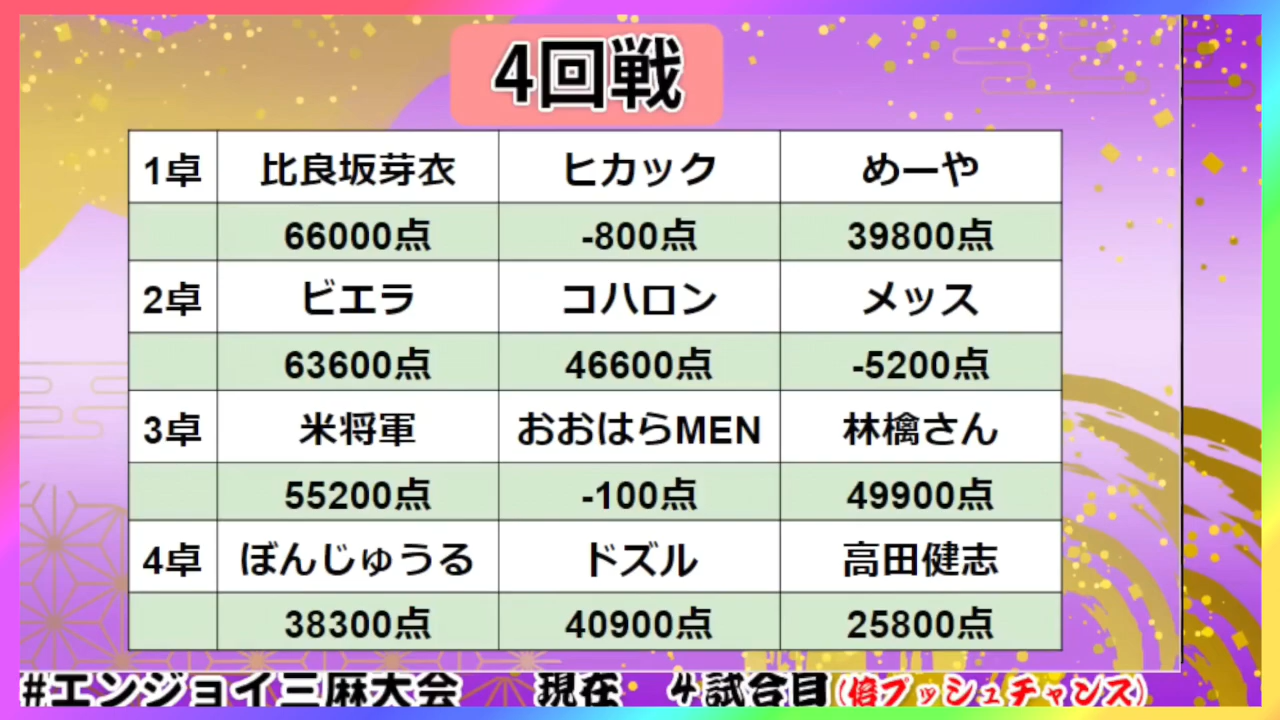 4回戦
1卓 比良坂芽衣 ヒカック めーや
66000点 -800点 39800点
2卓 ビエラ コハロン メッス
63600点 46600点 -5200点
3卓 米将軍 おおはらMEN 林檎さん
55200点 -100点 49900点
4卓 ぼんじゅうる ドズル 高田健志
38300点 40900点 25800点
#エンジョイ三麻大会 現在 4試合目(倍プッシュチャンス)